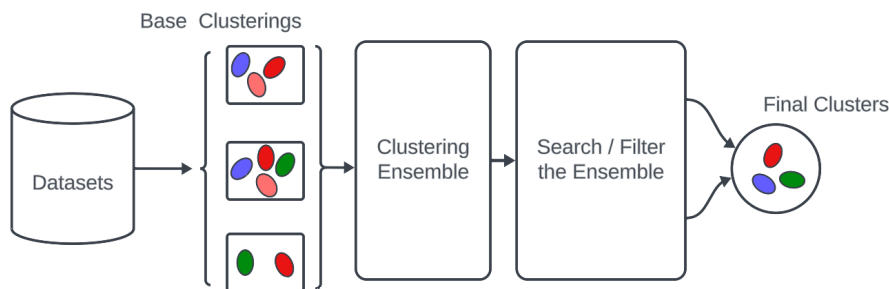 Base Clusterings
Final Clusters
Datasets
Clustering
Ensemble
Search / Filter
the Ensemble